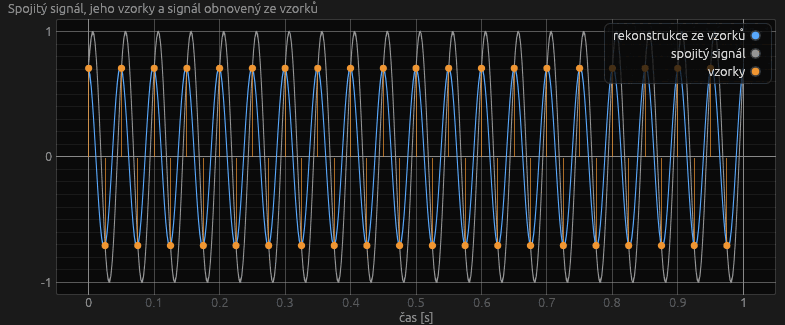 Spojitý signál, jeho vzorky a signál obnovený ze vzorků
rekonstrukce ze vzorků
spojitý signál
vzorky
1
0
-1
0 0.1 0.2 0.3 0.4 0.5 0.6 0.7 0.8 0.9 1
čas [s]